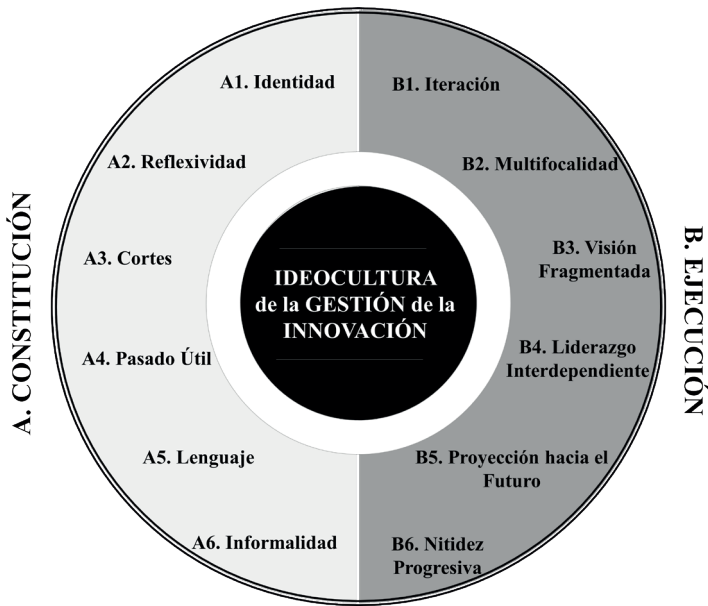 A. CONSTITUCIÓN
A1. Identidad
A2. Reflexividad
A3. Cortes
A4. Pasado Útil
A5. Lenguaje
A6. Informalidad
IDEOCULTURA
de la GESTIÓN de la
INNOVACIÓN
B1. Iteración
B2. Multifocalidad
B3. Visión
Fragmentada
B4. Liderazgo
Interdependiente
B5. Proyección hacia el
Futuro
B6. Nitidez
Progresiva
B. EJECUCIÓN